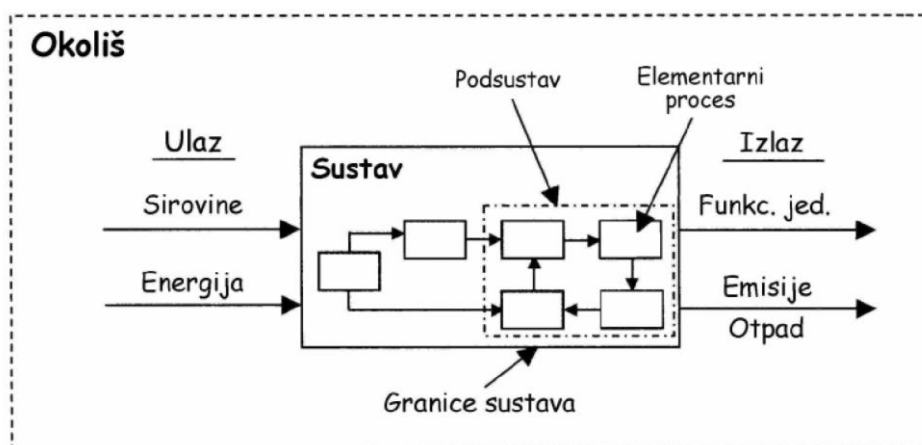 Okoliš
Podsustav
Elementarni
proces
Ulaz
Izlaz
Sustav
Sirovine
Funkc. jed.
Energija
Emisije
Otpad
Granice sustava